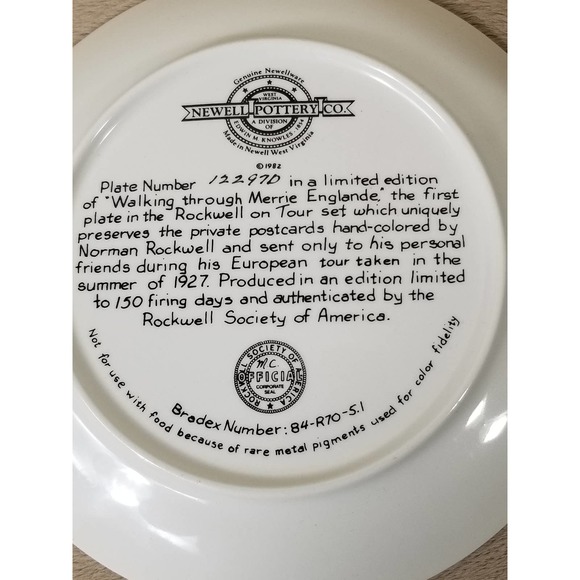 Genuine Newellware
WEST
VIRGINIA
NEWELL POTTERY CO.
A DIVISION OF
EDWIN M. KNOWLES 1854
Made in Newell West Virginia
©1982
Plate Number 12297D in a limited edition
of "Walking through Merrie Englande," the first
plate in the Rockwell on Tour set which uniquely
preserves the private postcards hand-colored by
Norman Rockwell and sent only to his personal
friends during his European tour taken in the
summer of 1927. Produced in an edition limited
to 150 firing days and authenticated by the
Rockwell Society of America.
ROCKWELL SOCIETY OF AMERICA
M.C.
OFFICIAL
CORPORATE
SEAL
Bradex Number: 84-R70-5.1
Not for use with food because of rare metal pigments used for color fidelity